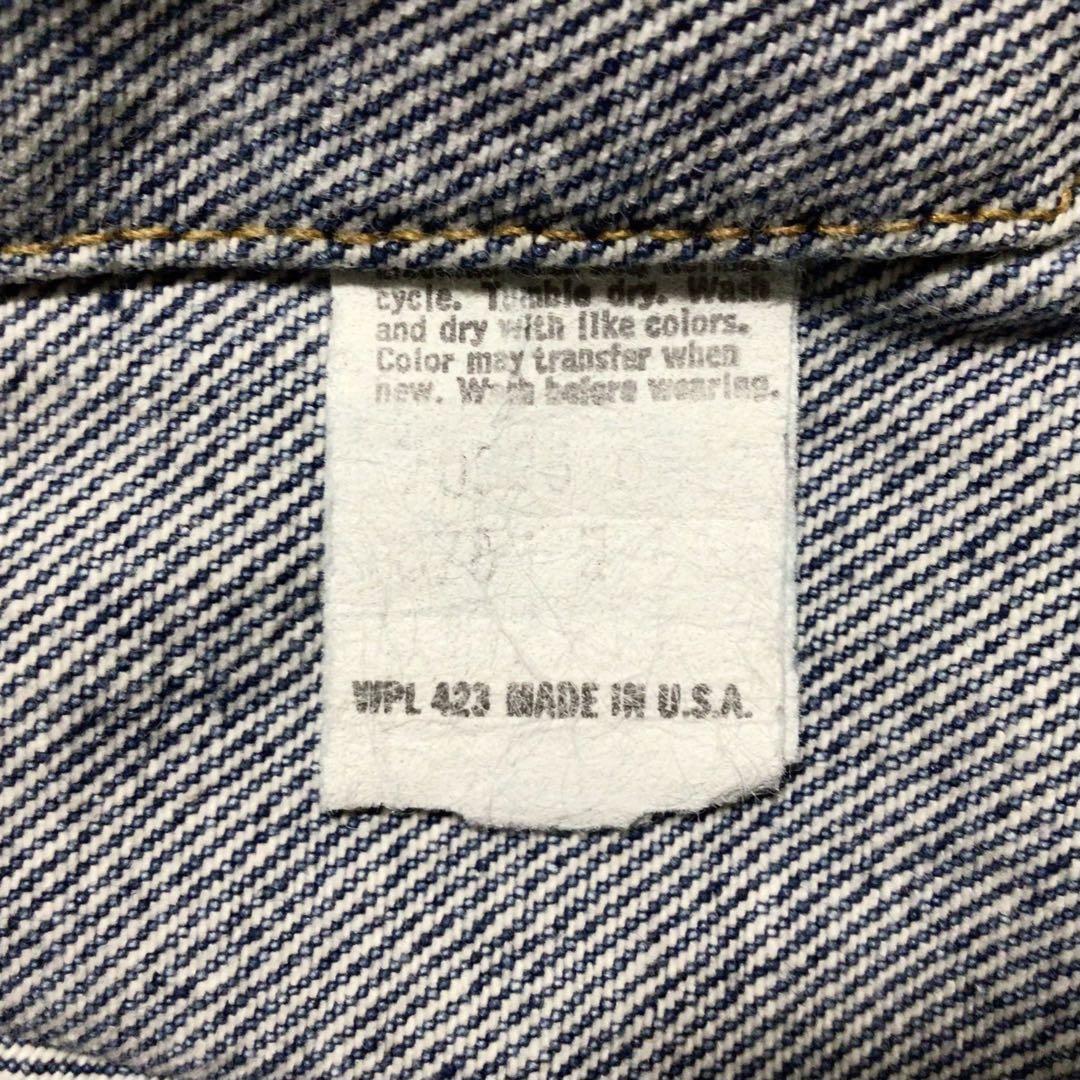 cycle. Tumble dry. Wash
and dry with like colors.
Color may transfer when
new. Wash before wearing.
WPL 423 MADE IN U.S.A.